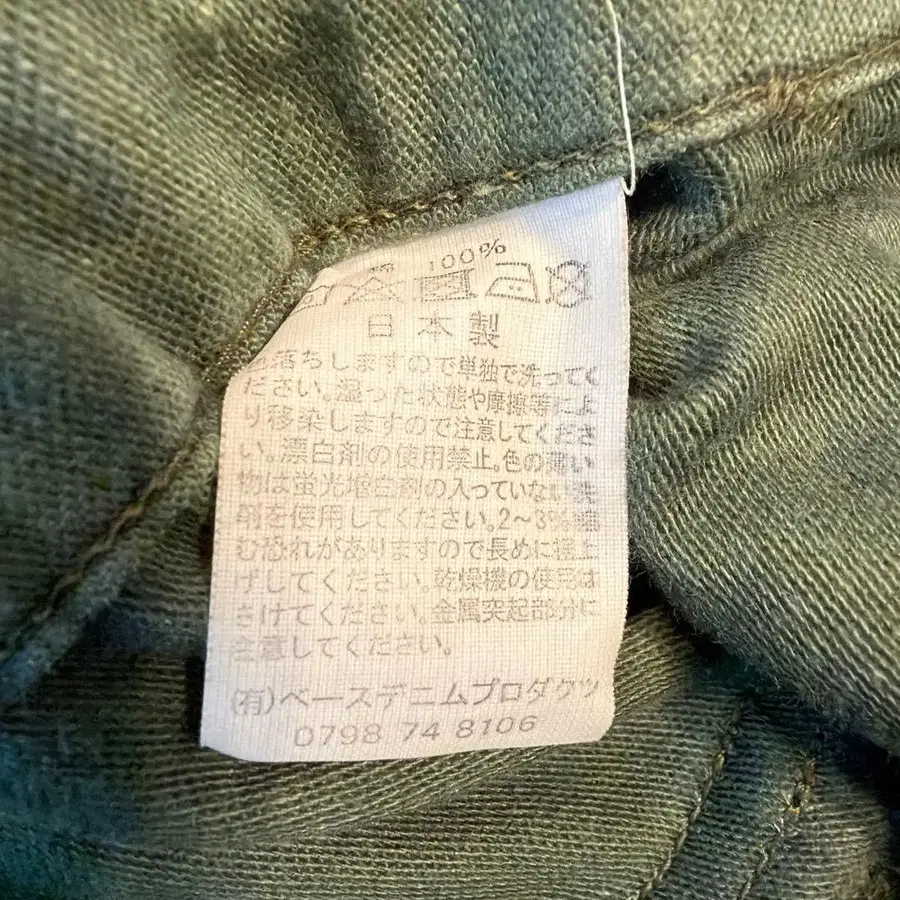 100%
日本製
色落ちしますので単独で洗ってく
ださい。湿った状態や摩擦等によ
り移染しますので注意してくださ
い。漂白剤の使用禁止。色の薄い
物は蛍光増白剤の入っていない洗
剤を使用してください。2～3%縮
む恐れがありますので長めに裾上
げしてください。乾燥機の使用は
さけてください。金属突起部分に
注意してください。
(有)ベースデニムプロダクツ
0798 74 8106